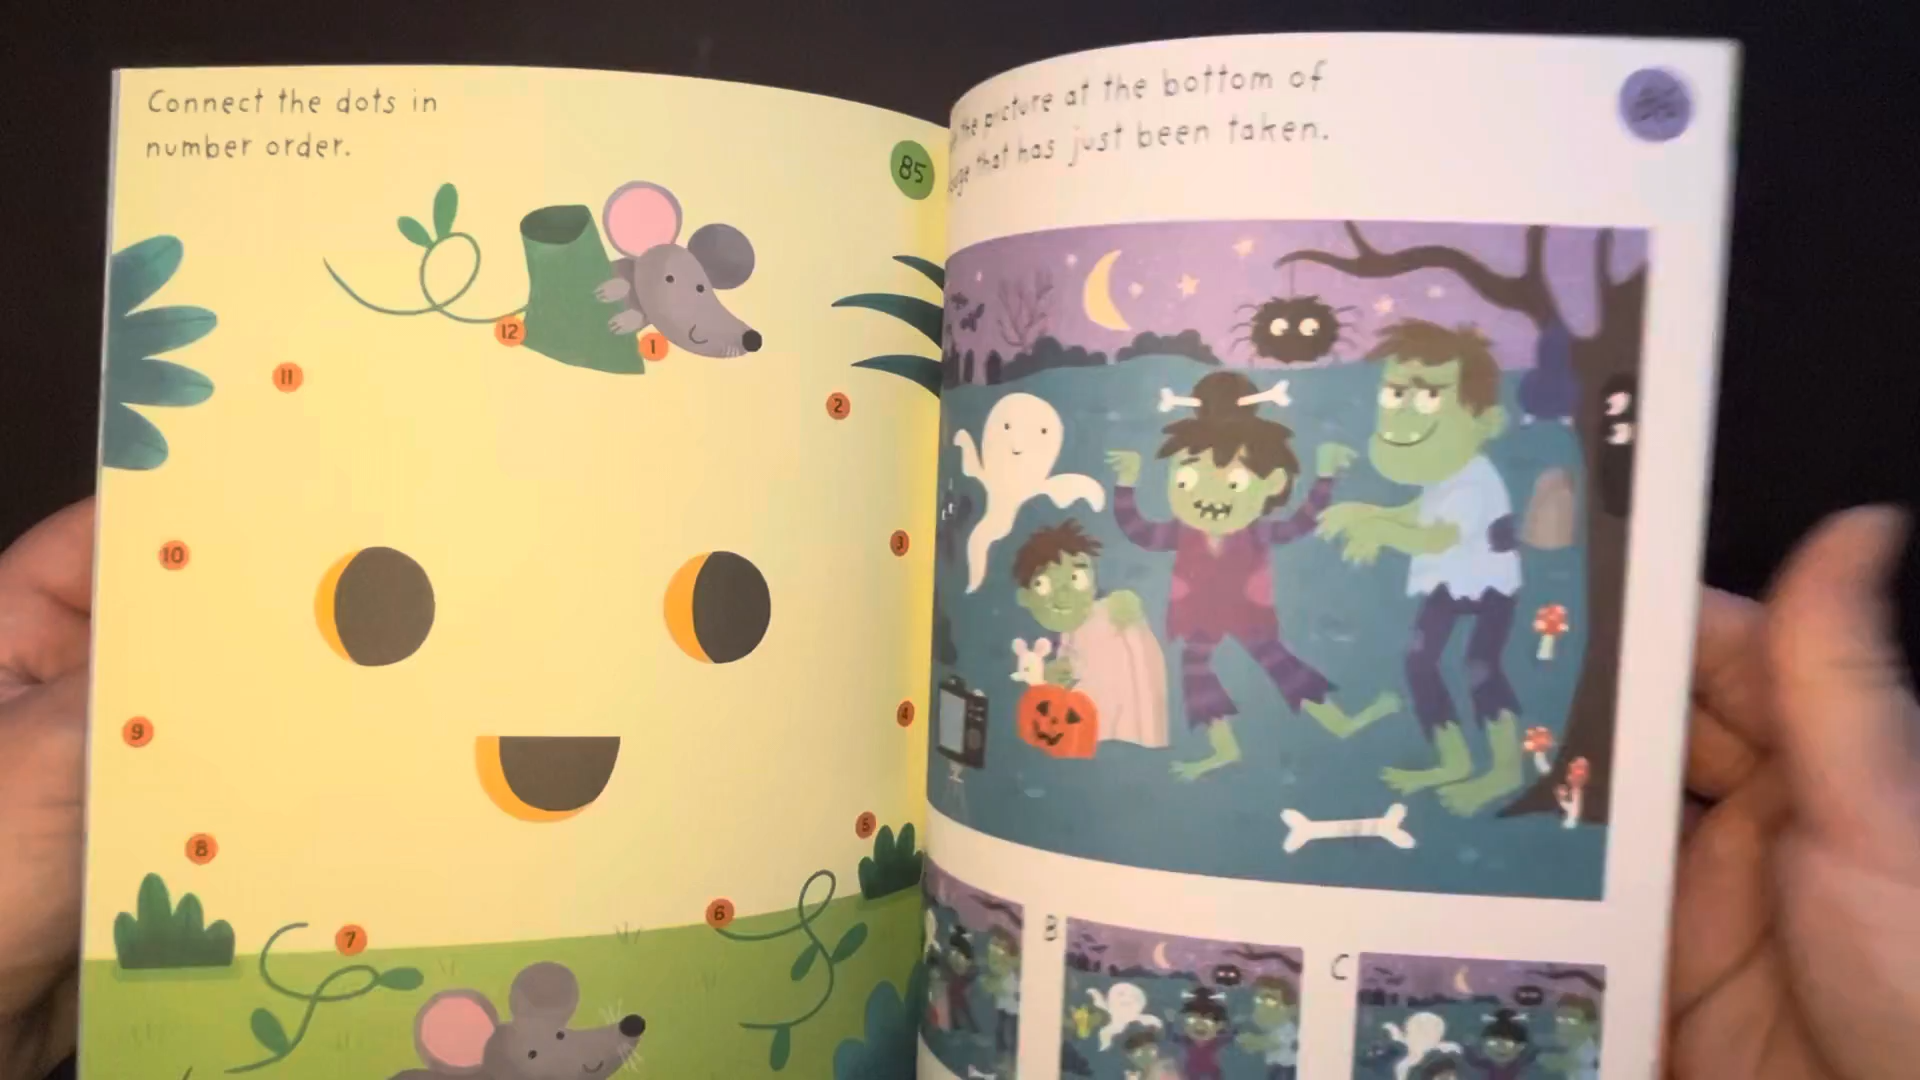 Connect the dots in
number order.
85
12
1
11
2
10
3
9
4
8
5
7
6
the picture at the bottom of
that has just been taken.
B
C